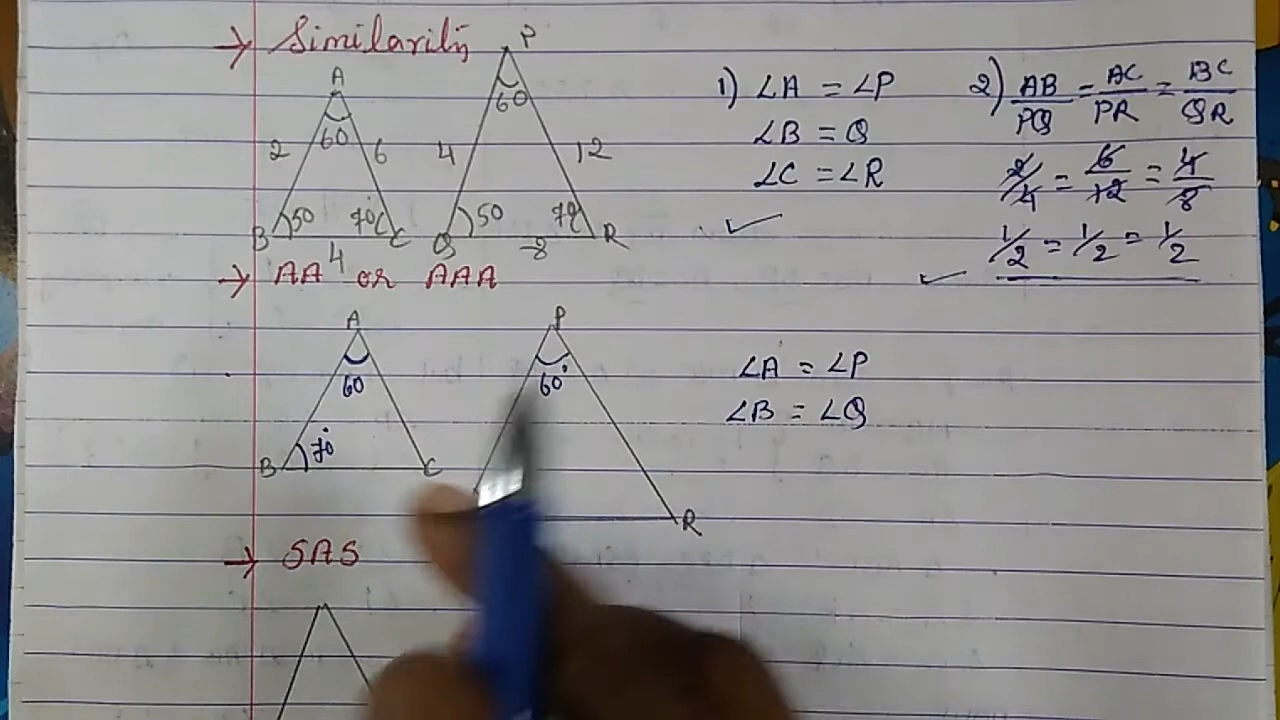 → Similarity
A
60
2
6
B
50
70
C
4
P
60
4
12
Q
50
70
R
8
1) ∠A = ∠P
∠B = Q
∠C = ∠R
✓
2) AB/PQ = AC/PR = BC/QR
2/4 = 6/12 = 4/8
1/2 = 1/2 = 1/2
✓
→ AA or AAA
A
60
B
70°
C
P
60°
R
∠A = ∠P
∠B = ∠Q
→ SAS